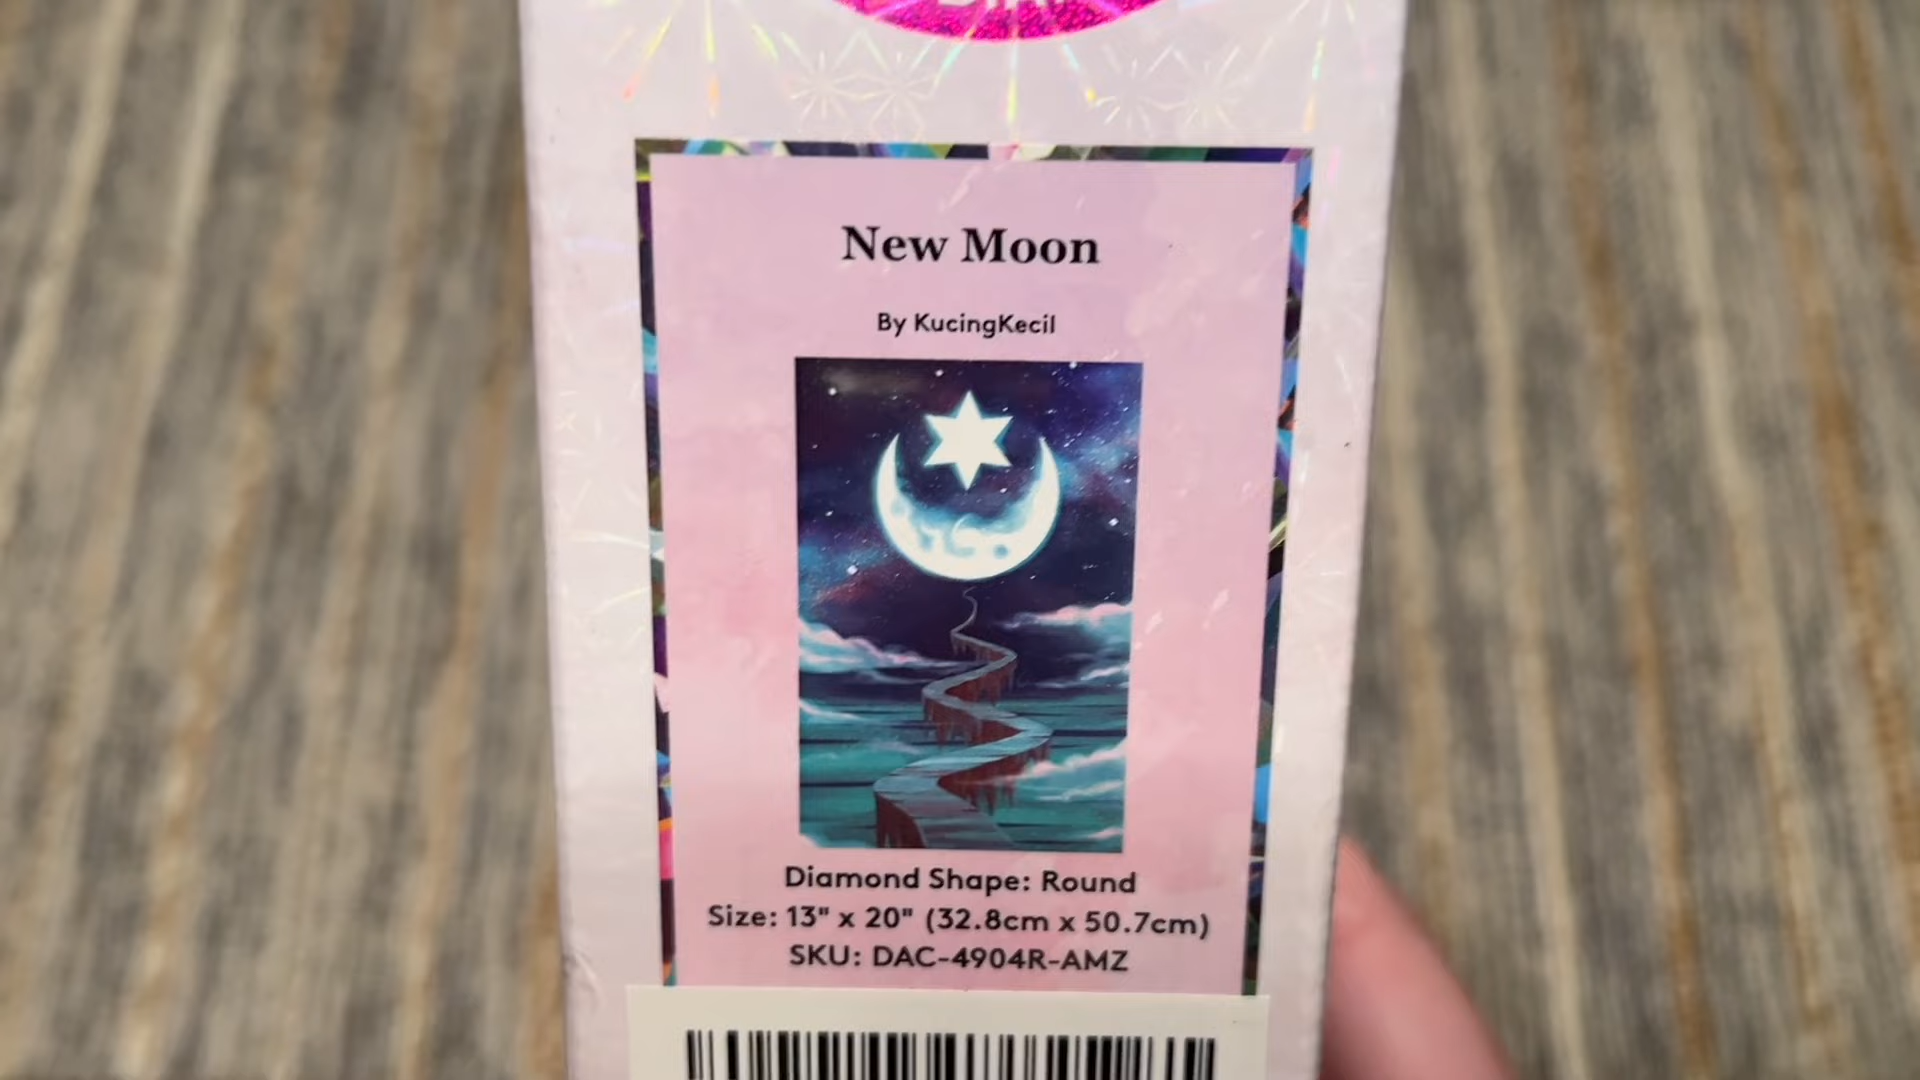 New Moon
By KucingKecil
Diamond Shape: Round
Size: 13" x 20" (32.8cm x 50.7cm)
SKU: DAC-4904R-AMZ